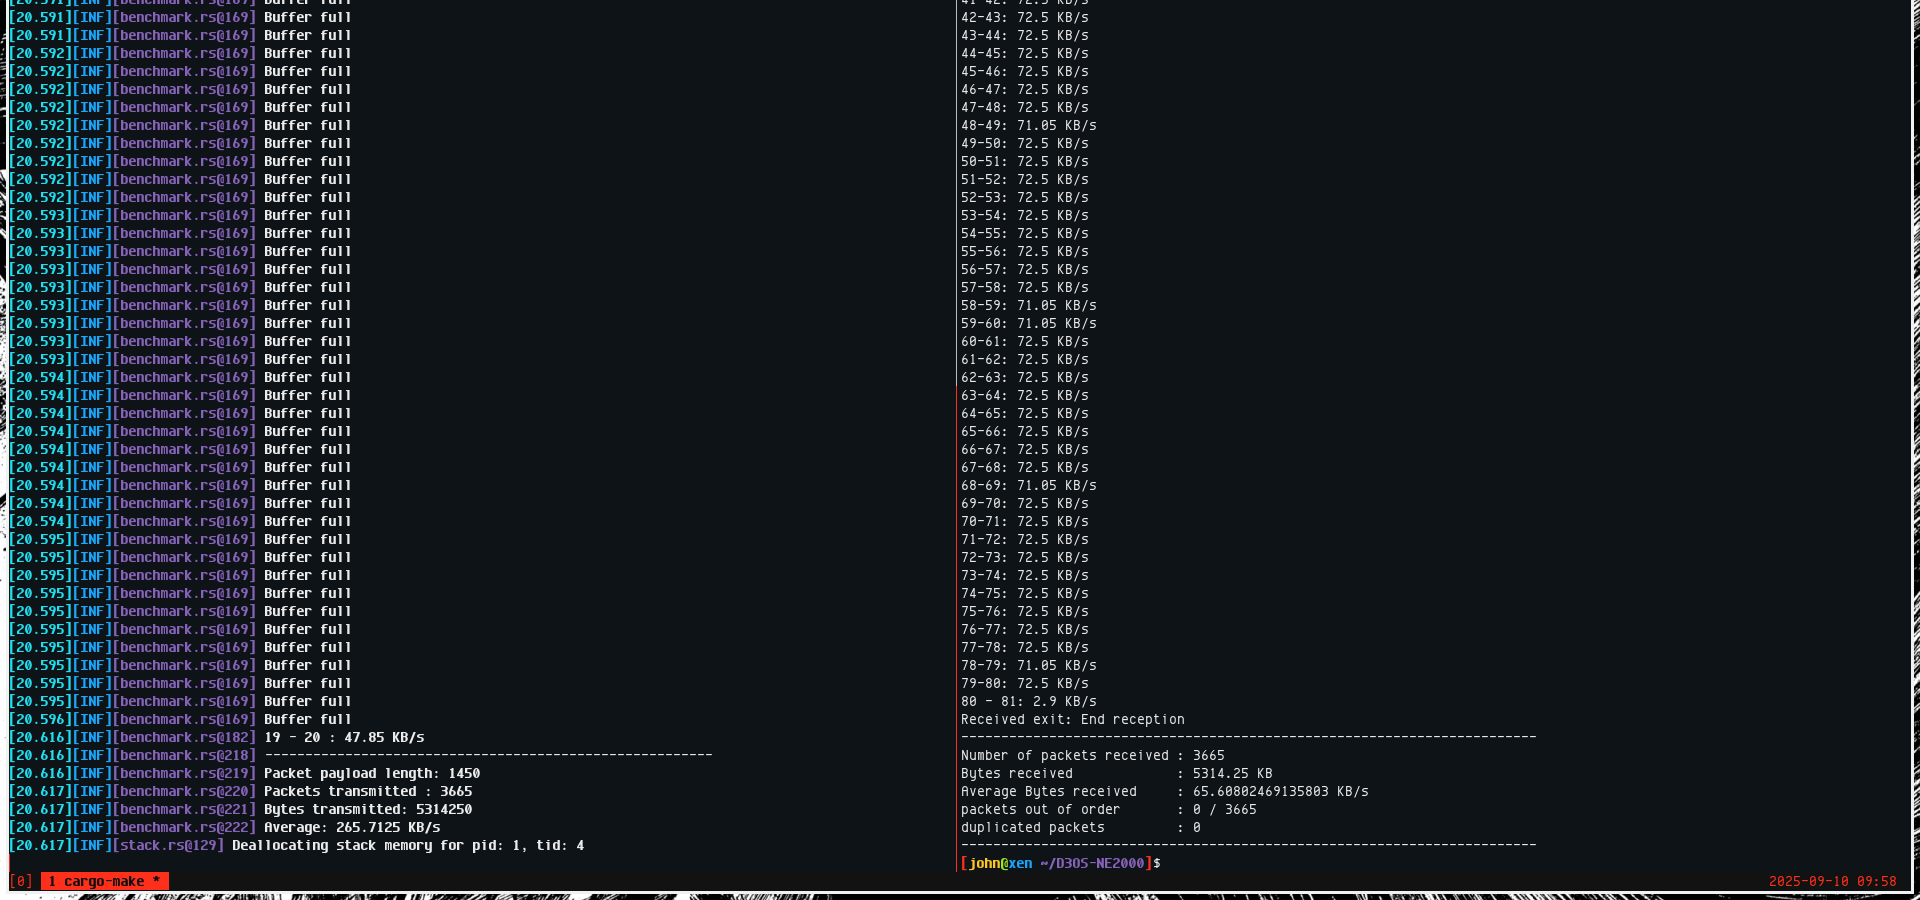 [20.591][INF][benchmark.rs@169] Buffer full
[20.591][INF][benchmark.rs@169] Buffer full
[20.591][INF][benchmark.rs@169] Buffer full
[20.592][INF][benchmark.rs@169] Buffer full
[20.592][INF][benchmark.rs@169] Buffer full
[20.592][INF][benchmark.rs@169] Buffer full
[20.592][INF][benchmark.rs@169] Buffer full
[20.592][INF][benchmark.rs@169] Buffer full
[20.592][INF][benchmark.rs@169] Buffer full
[20.592][INF][benchmark.rs@169] Buffer full
[20.592][INF][benchmark.rs@169] Buffer full
[20.592][INF][benchmark.rs@169] Buffer full
[20.593][INF][benchmark.rs@169] Buffer full
[20.593][INF][benchmark.rs@169] Buffer full
[20.593][INF][benchmark.rs@169] Buffer full
[20.593][INF][benchmark.rs@169] Buffer full
[20.593][INF][benchmark.rs@169] Buffer full
[20.593][INF][benchmark.rs@169] Buffer full
[20.593][INF][benchmark.rs@169] Buffer full
[20.593][INF][benchmark.rs@169] Buffer full
[20.593][INF][benchmark.rs@169] Buffer full
[20.594][INF][benchmark.rs@169] Buffer full
[20.594][INF][benchmark.rs@169] Buffer full
[20.594][INF][benchmark.rs@169] Buffer full
[20.594][INF][benchmark.rs@169] Buffer full
[20.594][INF][benchmark.rs@169] Buffer full
[20.594][INF][benchmark.rs@169] Buffer full
[20.594][INF][benchmark.rs@169] Buffer full
[20.594][INF][benchmark.rs@169] Buffer full
[20.594][INF][benchmark.rs@169] Buffer full
[20.595][INF][benchmark.rs@169] Buffer full
[20.595][INF][benchmark.rs@169] Buffer full
[20.595][INF][benchmark.rs@169] Buffer full
[20.595][INF][benchmark.rs@169] Buffer full
[20.595][INF][benchmark.rs@169] Buffer full
[20.595][INF][benchmark.rs@169] Buffer full
[20.595][INF][benchmark.rs@169] Buffer full
[20.595][INF][benchmark.rs@169] Buffer full
[20.595][INF][benchmark.rs@169] Buffer full
[20.595][INF][benchmark.rs@169] Buffer full
[20.596][INF][benchmark.rs@169] Buffer full
[20.616][INF][benchmark.rs@182] 19 - 20 : 47.85 KB/s
[20.616][INF][benchmark.rs@218] --------------------------------------------------------
[20.616][INF][benchmark.rs@219] Packet payload length: 1450
[20.617][INF][benchmark.rs@220] Packets transmitted : 3665
[20.617][INF][benchmark.rs@221] Bytes transmitted: 5314250
[20.617][INF][benchmark.rs@222] Average: 265.7125 KB/s
[20.617][INF][stack.rs@129] Deallocating stack memory for pid: 1, tid: 4
41-42: 72.5 KB/s
42-43: 72.5 KB/s
43-44: 72.5 KB/s
44-45: 72.5 KB/s
45-46: 72.5 KB/s
46-47: 72.5 KB/s
47-48: 72.5 KB/s
48-49: 71.05 KB/s
49-50: 72.5 KB/s
50-51: 72.5 KB/s
51-52: 72.5 KB/s
52-53: 72.5 KB/s
53-54: 72.5 KB/s
54-55: 72.5 KB/s
55-56: 72.5 KB/s
56-57: 72.5 KB/s
57-58: 72.5 KB/s
58-59: 71.05 KB/s
59-60: 71.05 KB/s
60-61: 72.5 KB/s
61-62: 72.5 KB/s
62-63: 72.5 KB/s
63-64: 72.5 KB/s
64-65: 72.5 KB/s
65-66: 72.5 KB/s
66-67: 72.5 KB/s
67-68: 72.5 KB/s
68-69: 71.05 KB/s
69-70: 72.5 KB/s
70-71: 72.5 KB/s
71-72: 72.5 KB/s
72-73: 72.5 KB/s
73-74: 72.5 KB/s
74-75: 72.5 KB/s
75-76: 72.5 KB/s
76-77: 72.5 KB/s
77-78: 72.5 KB/s
78-79: 71.05 KB/s
79-80: 72.5 KB/s
80 - 81: 2.9 KB/s
Received exit: End reception
------------------------------------------------------------------------
Number of packets received : 3665
Bytes received : 5314.25 KB
Average Bytes received : 65.60802469135803 KB/s
packets out of order : 0 / 3665
duplicated packets : 0
------------------------------------------------------------------------
[john@xen ~/D3OS-NE2000]$
[0] 1 cargo-make * 2025-09-10 09:58